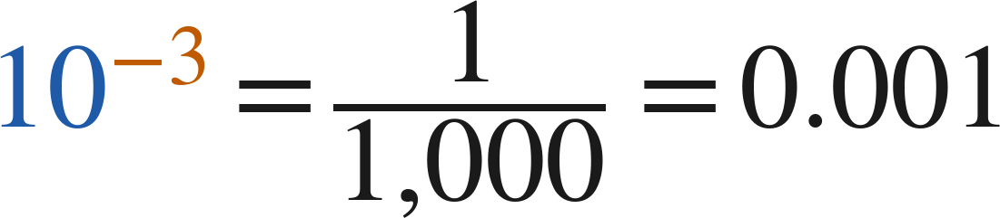 10⁻³ = 1/1,000 = 0.001